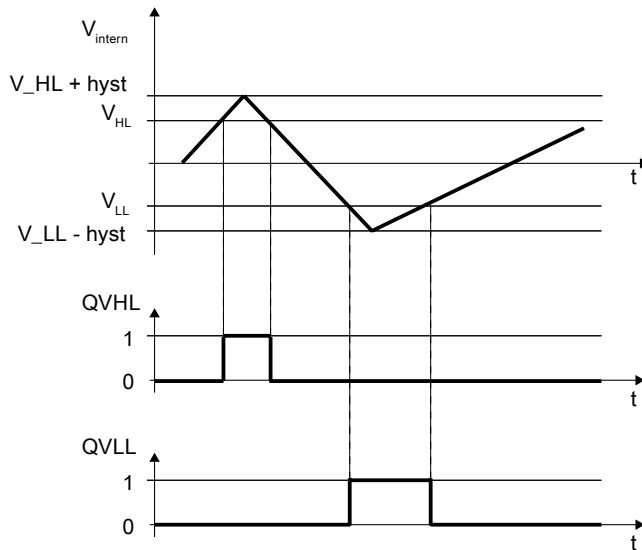 V_intern
V_HL + hyst
V_HL
t
V_LL
V_LL - hyst
QVHL
1
0
t
QVLL
1
0
t